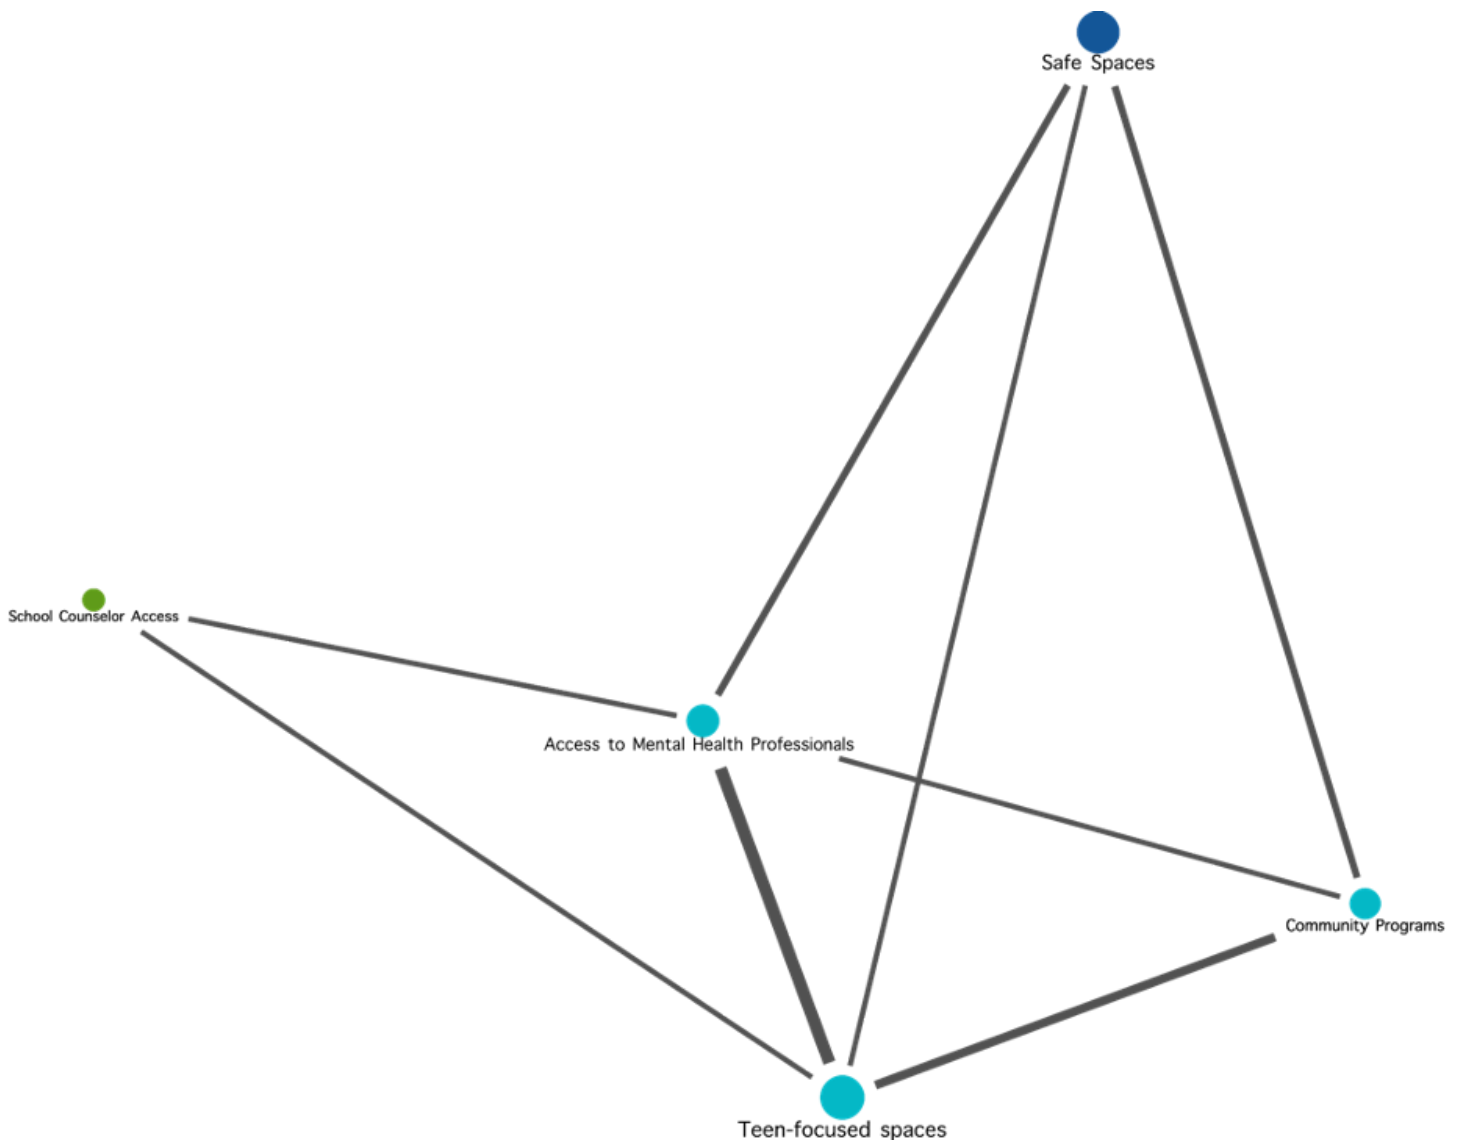 Safe Spaces
School Counselor Access
Access to Mental Health Professionals
Community Programs
Teen-focused spaces